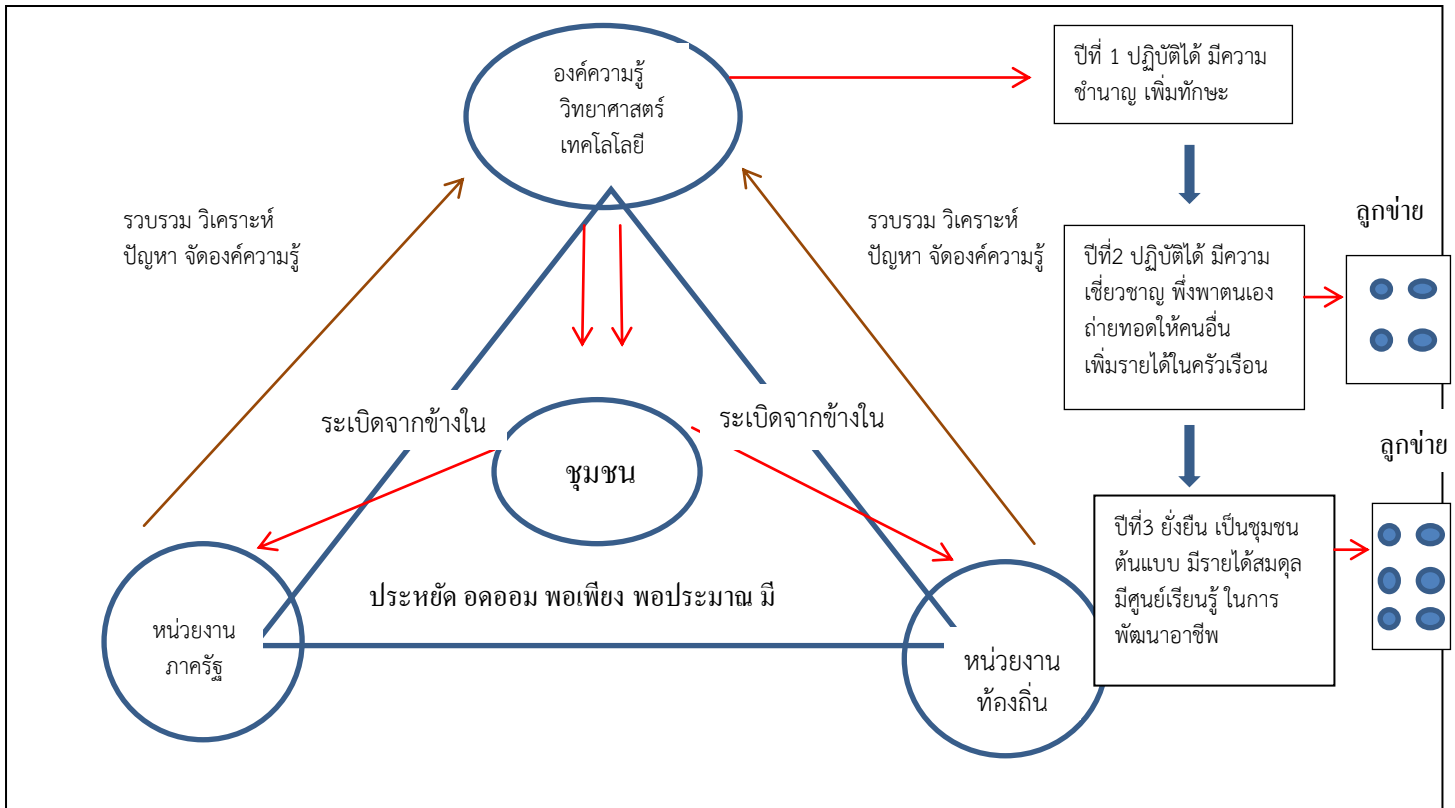 องค์ความรู้
วิทยาศาสตร์
เทคโลโลยี
ปีที่ 1 ปฏิบัติได้ มีความ
ชำนาญ เพิ่มทักษะ
รวบรวม วิเคราะห์
ปัญหา จัดองค์ความรู้
รวบรวม วิเคราะห์
ปัญหา จัดองค์ความรู้
ลูกข่าย
ปีที่2 ปฏิบัติได้ มีความ
เชี่ยวชาญ พึ่งพาตนเอง
ถ่ายทอดให้คนอื่น
เพิ่มรายได้ในครัวเรือน
ระเบิดจากข้างใน
ระเบิดจากข้างใน
ชุมชน
ลูกข่าย
ปีที่3 ยั่งยืน เป็นชุมชน
ต้นแบบ มีรายได้สมดุล
มีศูนย์เรียนรู้ ในการ
พัฒนาอาชีพ
ประหยัด อดออม พอเพียง พอประมาณ มี
หน่วยงาน
ภาครัฐ
หน่วยงาน
ท้องถิ่น